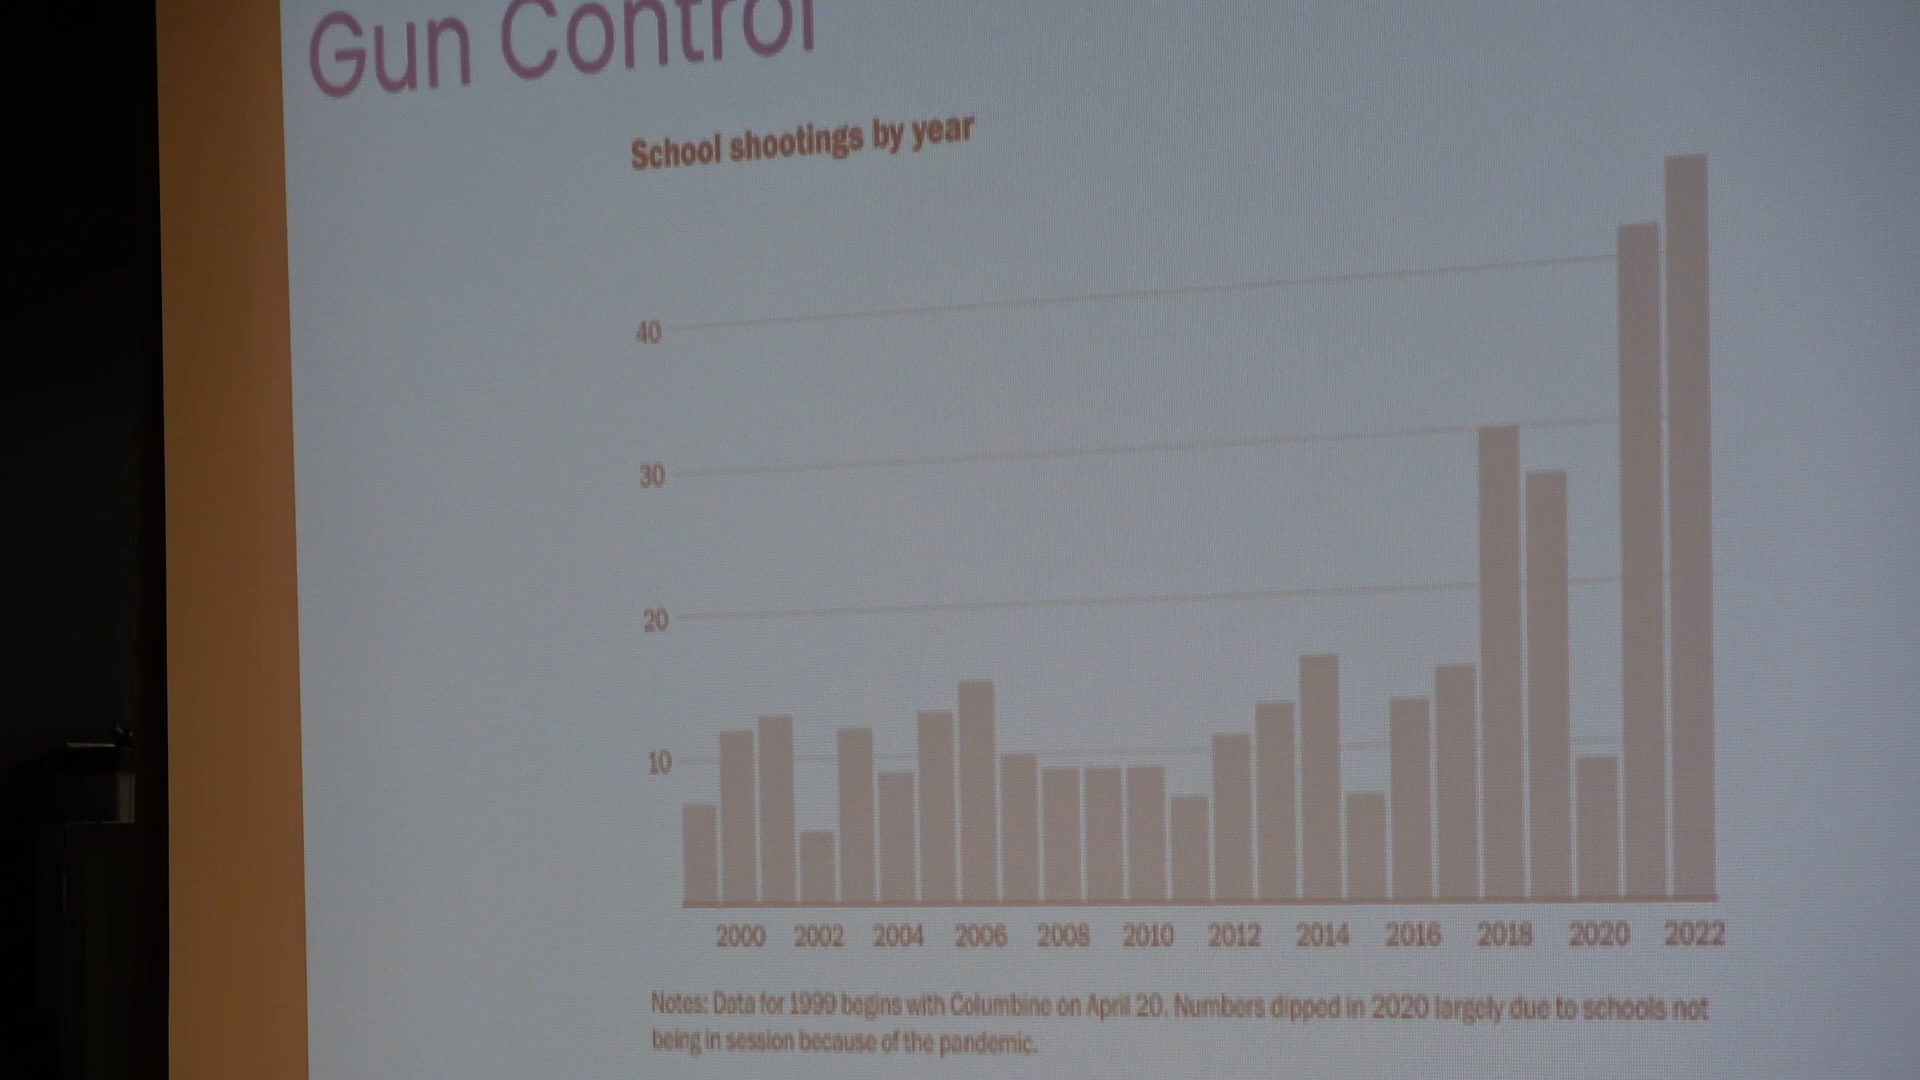 Gun Control
School shootings by year
40
30
20
10
2000 2002 2004 2006 2008 2010 2012 2014 2016 2018 2020 2022
Notes: Data for 1999 begins with Columbine on April 20. Numbers dipped in 2020 largely due to schools not
being in session because of the pandemic.